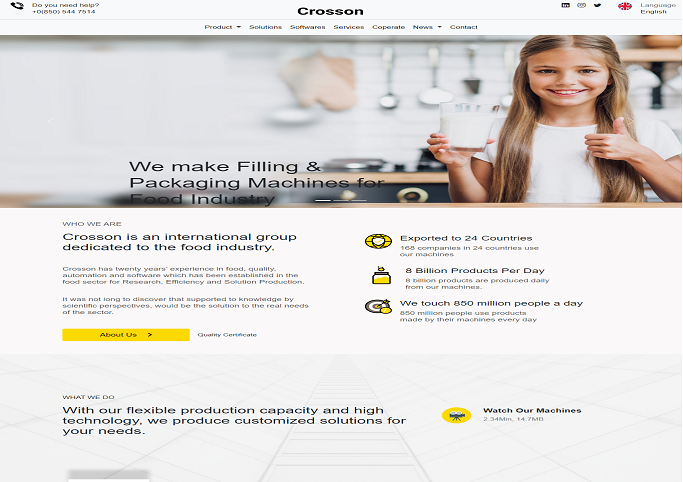 Do you need help?
+0(850) 544 7514
Crosson
Language
English
Product
Solutions
Softwares
Services
Coperate
News
Contact
We make Filling &
Packaging Machines for
Food Industry
WHO WE ARE
Crosson is an international group
dedicated to the food industry.
Crosson has twenty years' experience in food, quality,
automation and software which has been established in the
food sector for Research, Efficiency and Solution Production.
It was not long to discover that supported to knowledge by
scientific perspectives, would be the solution to the real needs
of the sector.
About Us >
Quality Certificate
Exported to 24 Countries
168 companies in 24 countries use
our machines
8 Billion Products Per Day
8 billion products are produced daily
from our machines.
We touch 850 million people a day
850 million people use products
made by their machines every day
WHAT WE DO
With our flexible production capacity and high
technology, we produce customized solutions for
your needs.
Watch Our Machines
2.34Min, 14.7MB